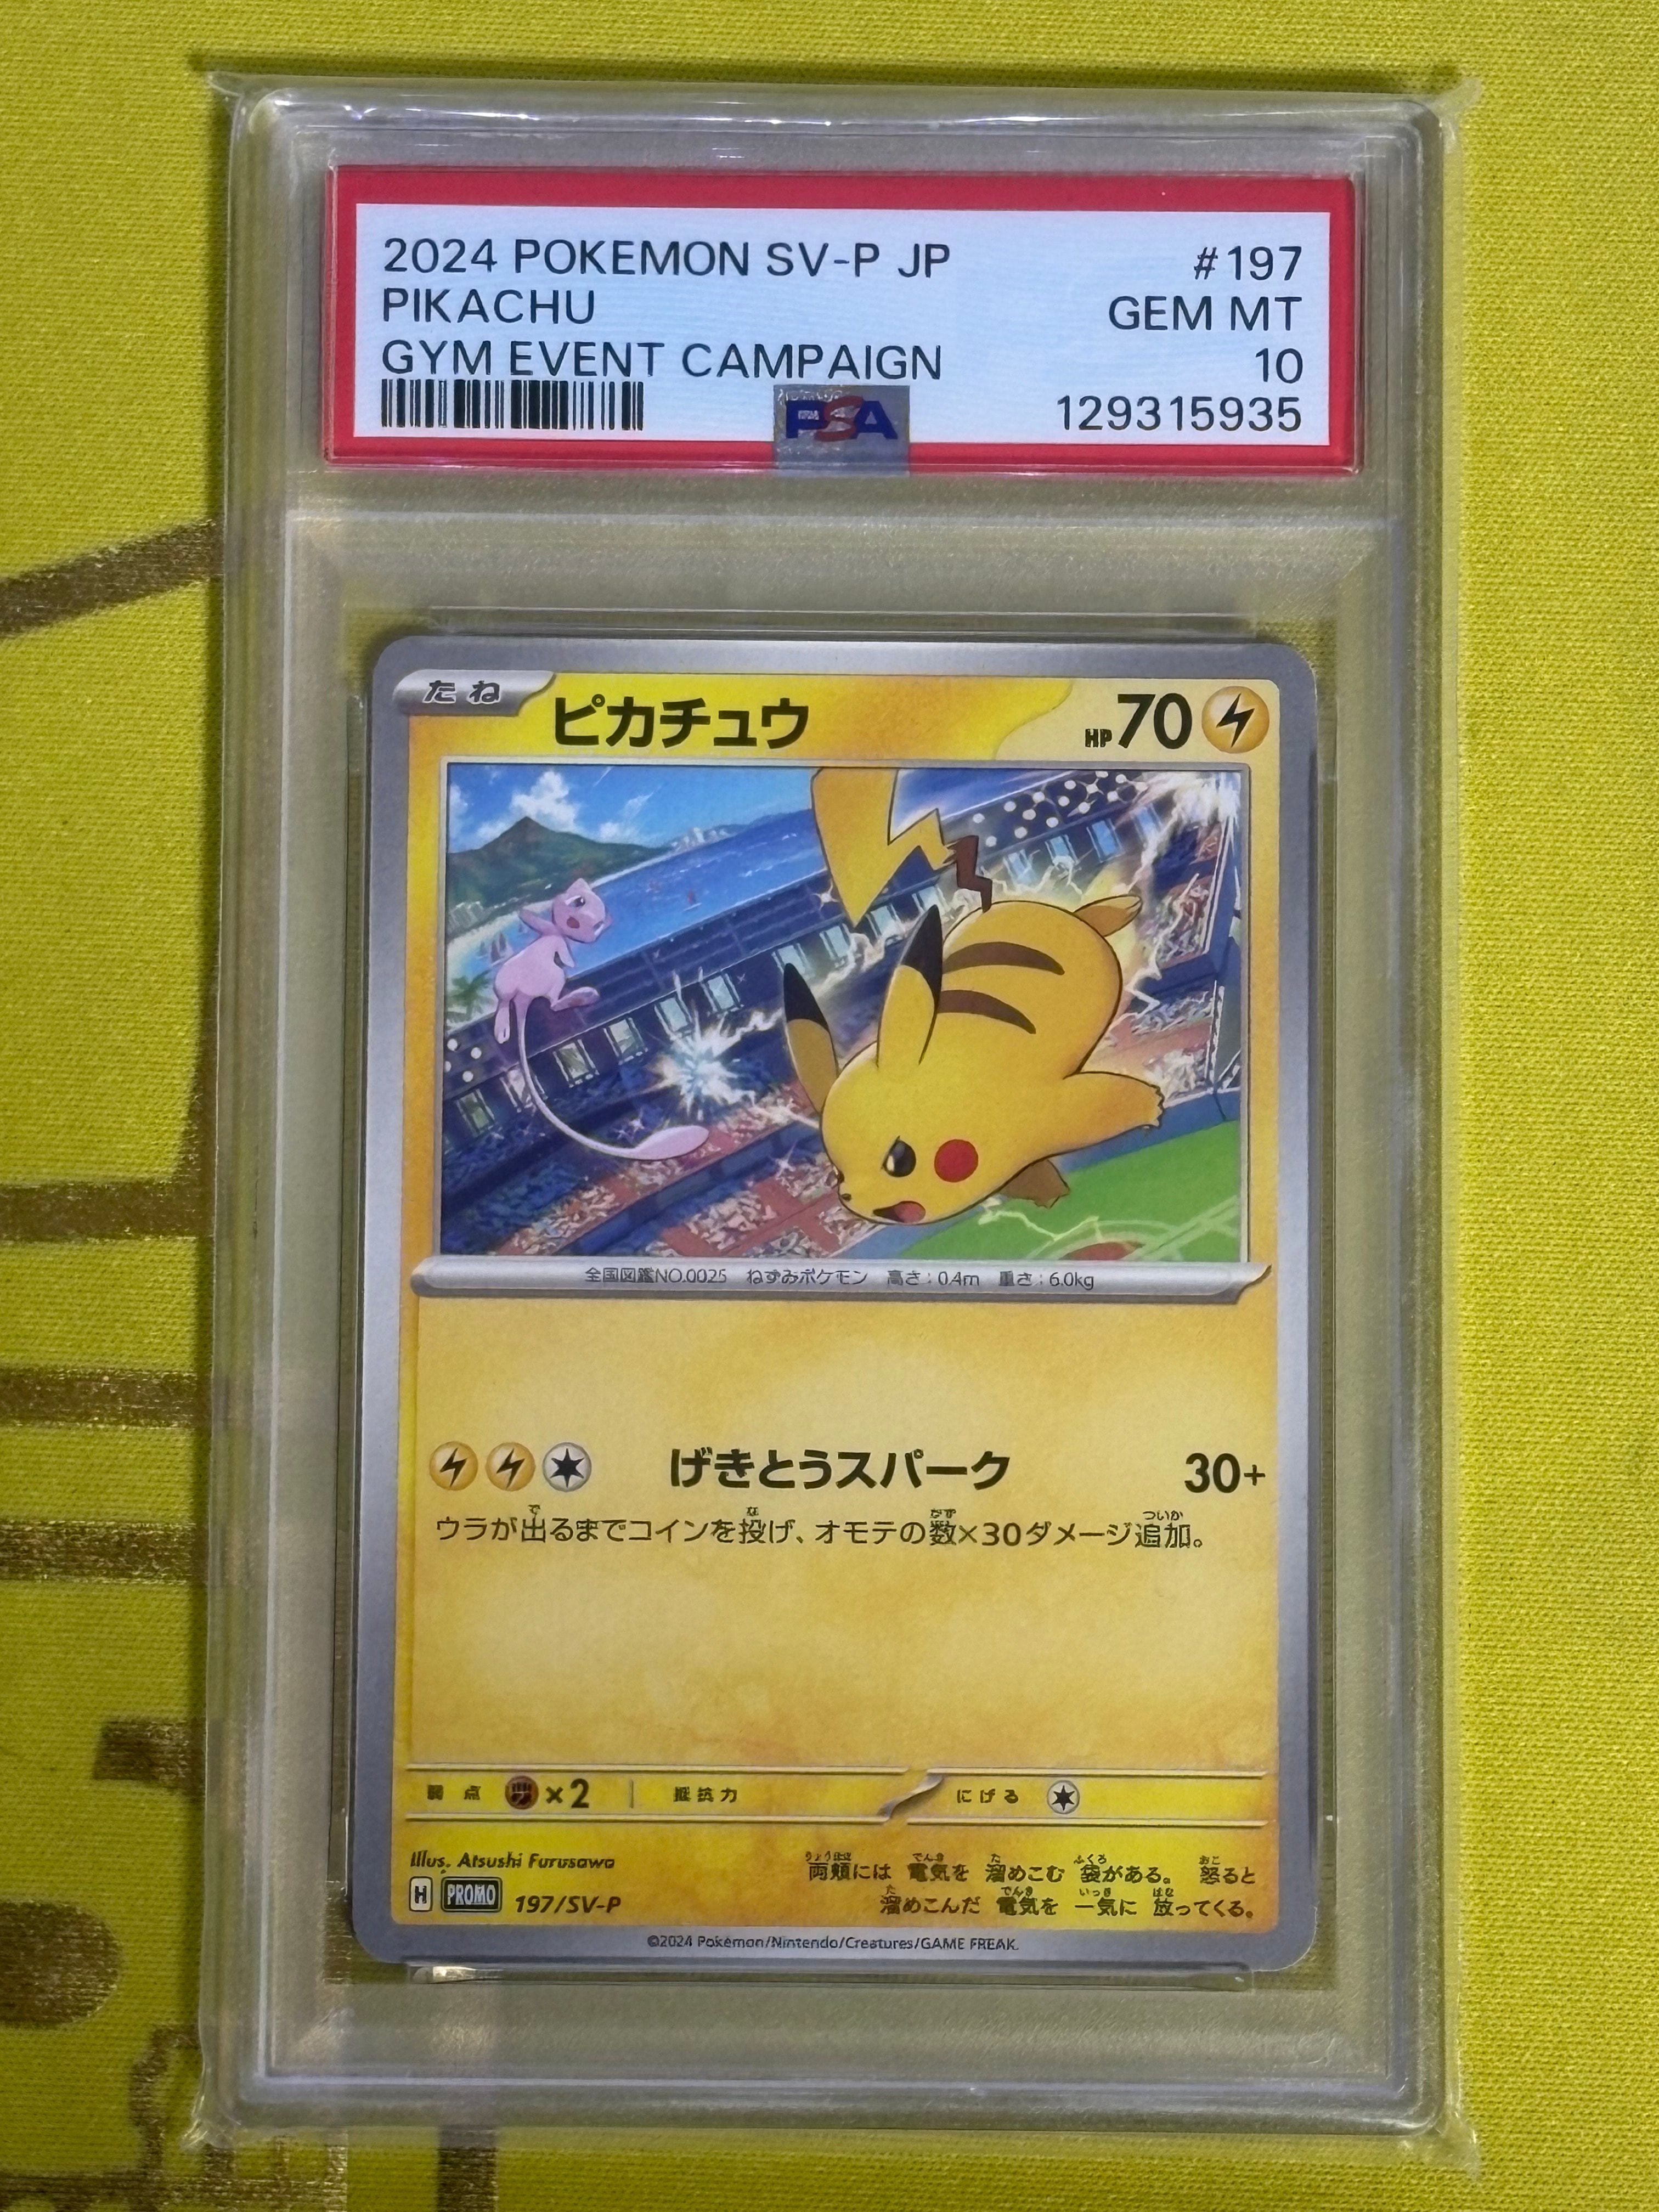 2024 POKEMON SV-P JP #197
PIKACHU GEM MT
GYM EVENT CAMPAIGN 10
PSA 129315935
たね ピカチュウ HP70
全国図鑑NO.0025 ねずみポケモン 高さ:0.4m 重さ:6.0kg
げきとうスパーク 30+
ウラが出るまでコインを投げ、オモテの数×30ダメージ追加。
弱点 ×2 抵抗力 にげる
Illus. Atsushi Furusawa
両頬には 電気を 溜めこむ 袋がある。 怒ると
H PROMO 197/SV-P
溜めこんだ 電気を 一気に 放ってくる。
©2024 Pokémon/Nintendo/Creatures/GAME FREAK.